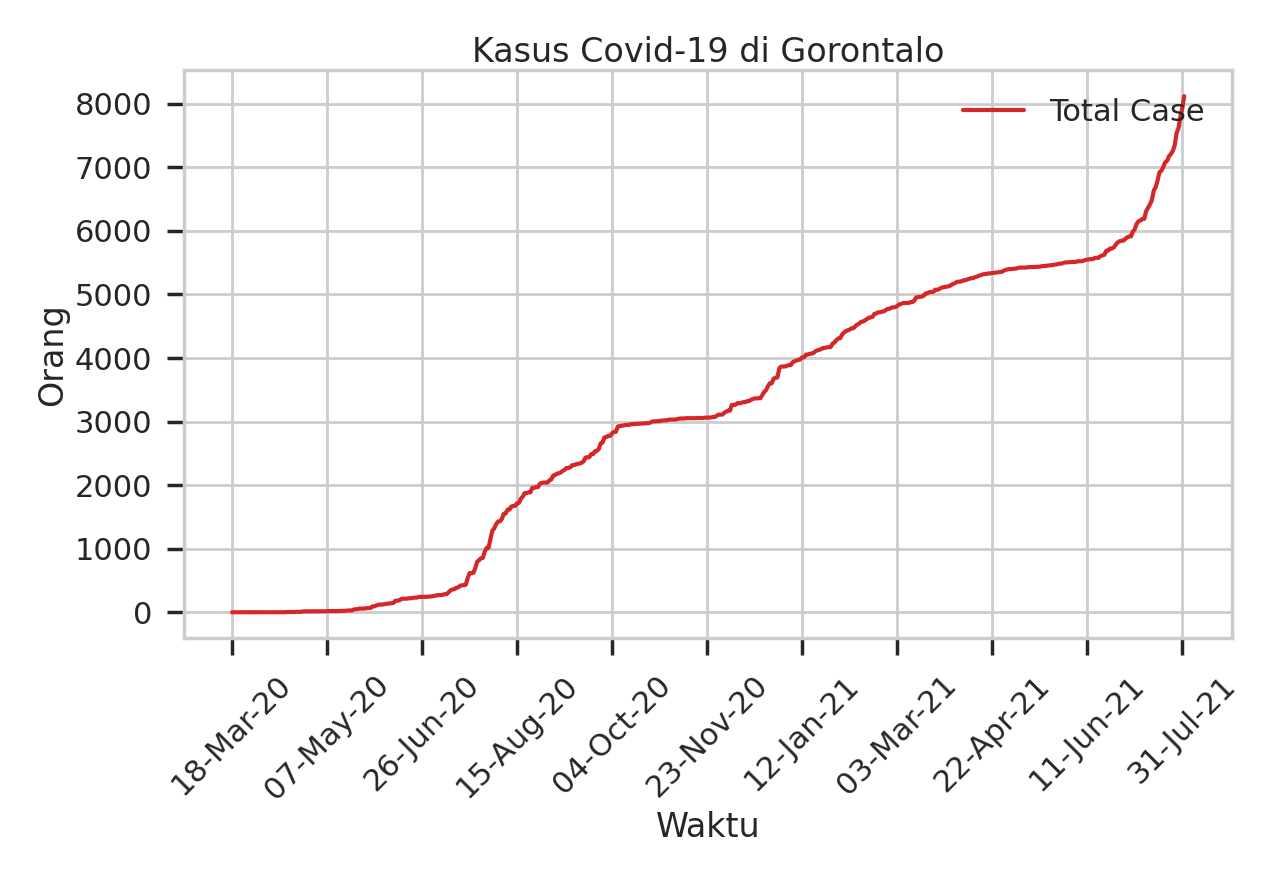 Kasus Covid-19 di Gorontalo
Total Case
Orang
8000
7000
6000
5000
4000
3000
2000
1000
0
18-Mar-20
07-May-20
26-Jun-20
15-Aug-20
04-Oct-20
23-Nov-20
12-Jan-21
03-Mar-21
22-Apr-21
11-Jun-21
31-Jul-21
Waktu